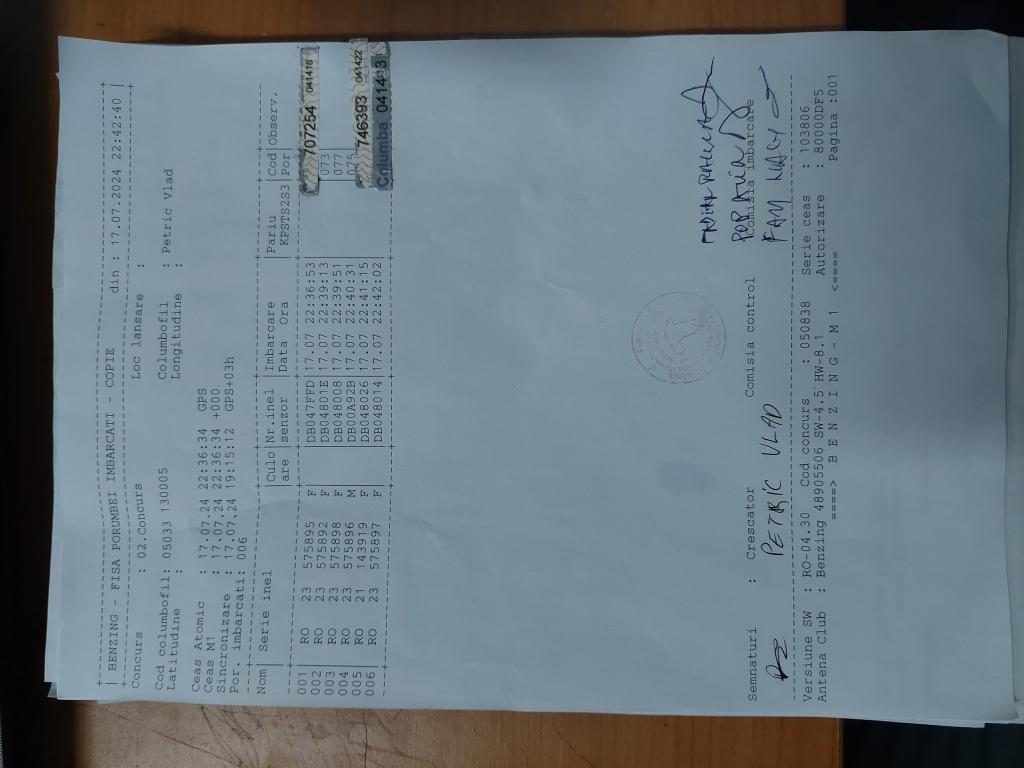 | BENZING - FISA PORUMBEI IMBARCATI - COPIE din : 17.07.2024 22:42:40 |
Concurs : 02.Concurs Loc lansare :
Cod columbofil: 05033 130005 Columbofil : Petric Vlad
Latitudine : Longitudine :
Ceas Atomic : 17.07.24 22:36:34 GPS
Ceas M1 : 17.07.24 22:36:34 +000.
Sincronizare : 17.07.24 19:15:12 GPS+03h
Por. imbarcati: 006
Nom| Serie inel |Culo|Nr.inel |Imbarcare |Pariu |Cod|Observ.
|are |senzor |Data Ora |KPSTS2S3|Por|
001 | RO 23 575895 F | |DB047FFD|17.07 22:36:53 707254 041418
002 | RO 23 575892 F | |DB04801E|17.07 22:39:13 |073
003 | RO 23 575898 F | |DB048008|17.07 22:39:51 |077
004 | RO 23 575896 M | |DB00A92B|17.07 22:40:31 |075
005 | RO 21 143919 F | |DB048026|17.07 22:41:15 746393 041422
006 | RO 23 575897 F | |DB048014|17.07 22:42:02 Columba 041413
Semnaturi : Crescator Comisia control Comisia imbarcare
PETRIC VLAD
Versiune SW : RO-04.30 Cod concurs : 050838 Serie ceas : 103806
Antena Club : Benzing 48905506 SW-4.5 HW-8.1 Autorizare : 80000DF5
====> B E N Z I N G - M 1 <==== Pagina :001